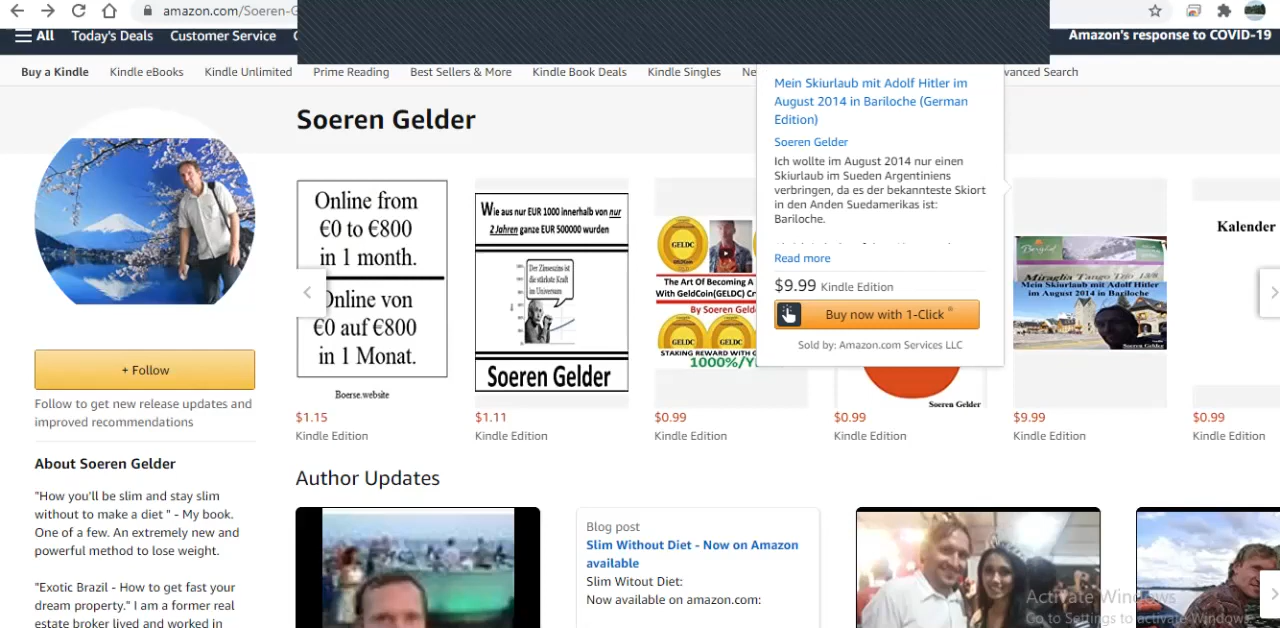 amazon.com/Soeren-G
All
Today's Deals
Customer Service
Amazon's response to COVID-19
Buy a Kindle
Kindle eBooks
Kindle Unlimited
Prime Reading
Best Sellers & More
Kindle Book Deals
Kindle Singles
Ne
vanced Search
Soeren Gelder
Mein Skiurlaub mit Adolf Hitler im
August 2014 in Bariloche (German
Edition)
Soeren Gelder
Ich wollte im August 2014 nur einen
Skiurlaub im Sueden Argentiniens
verbringen, da es der bekannteste Skiort
in den Anden Suedamerikas ist:
Bariloche.
Read more
$9.99 Kindle Edition
Buy now with 1-Click ®
Sold by: Amazon.com Services LLC
Online from
€0 to €800
in 1 month.
Online von
€0 auf €800
in 1 Monat.
Boerse.website
$1.15
Kindle Edition
Wie aus nur EUR 1000 innerhalb von nur
2 Jahren ganze EUR 500000 wurden
Der Zinseszins ist
die stärkste Kraft
im Universum
Soeren Gelder
$1.11
Kindle Edition
GELDC
The Art Of Becoming A
With GeldCoin(GELDC) Cr
By Soeren Geld
GELDC
GELDC
STAKING REWARD WITH G
1000%/Y
$0.99
Kindle Edition
Soeren Gelder
$0.99
Kindle Edition
Miraglia Tango Trio
Mein Skiurlaub mit Adolf Hitler
im August 2014 in Bariloche
Soeren Gelder
$9.99
Kindle Edition
Kalender
$0.99
Kindle Edition
+ Follow
Follow to get new release updates and
improved recommendations
About Soeren Gelder
"How you'll be slim and stay slim
without to make a diet " - My book.
One of a few. An extremely new and
powerful method to lose weight.
"Exotic Brazil - How to get fast your
dream property." I am a former real
estate broker lived and worked in
Author Updates
Blog post
Slim Without Diet - Now on Amazon
available
Slim Witout Diet:
Now available on amazon.com:
Activate Windows
Go to Settings to activate Windows.